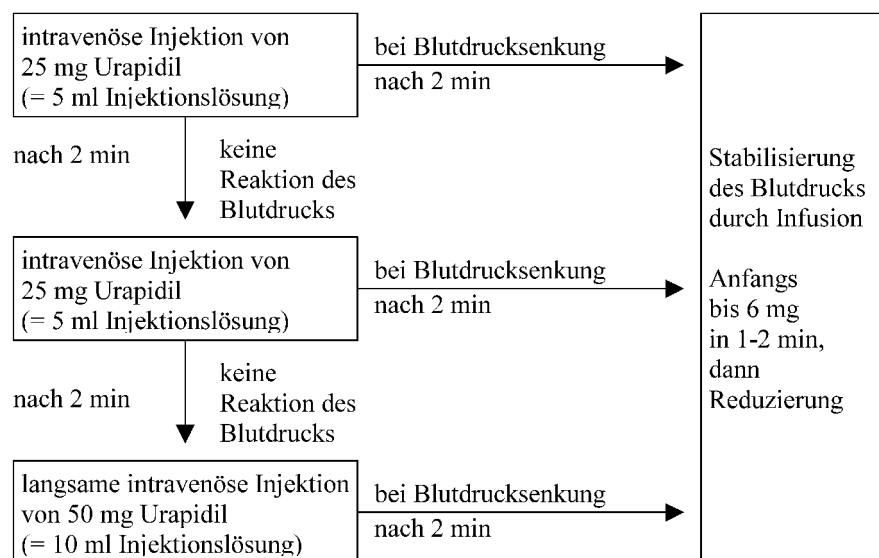 intravenöse Injektion von
25 mg Urapidil
(= 5 ml Injektionslösung)
bei Blutdrucksenkung
nach 2 min
nach 2 min
keine
Reaktion des
Blutdrucks
intravenöse Injektion von
25 mg Urapidil
(= 5 ml Injektionslösung)
bei Blutdrucksenkung
nach 2 min
nach 2 min
keine
Reaktion des
Blutdrucks
langsame intravenöse Injektion
von 50 mg Urapidil
(= 10 ml Injektionslösung)
bei Blutdrucksenkung
nach 2 min
Stabilisierung
des Blutdrucks
durch Infusion
Anfangs
bis 6 mg
in 1-2 min,
dann
Reduzierung